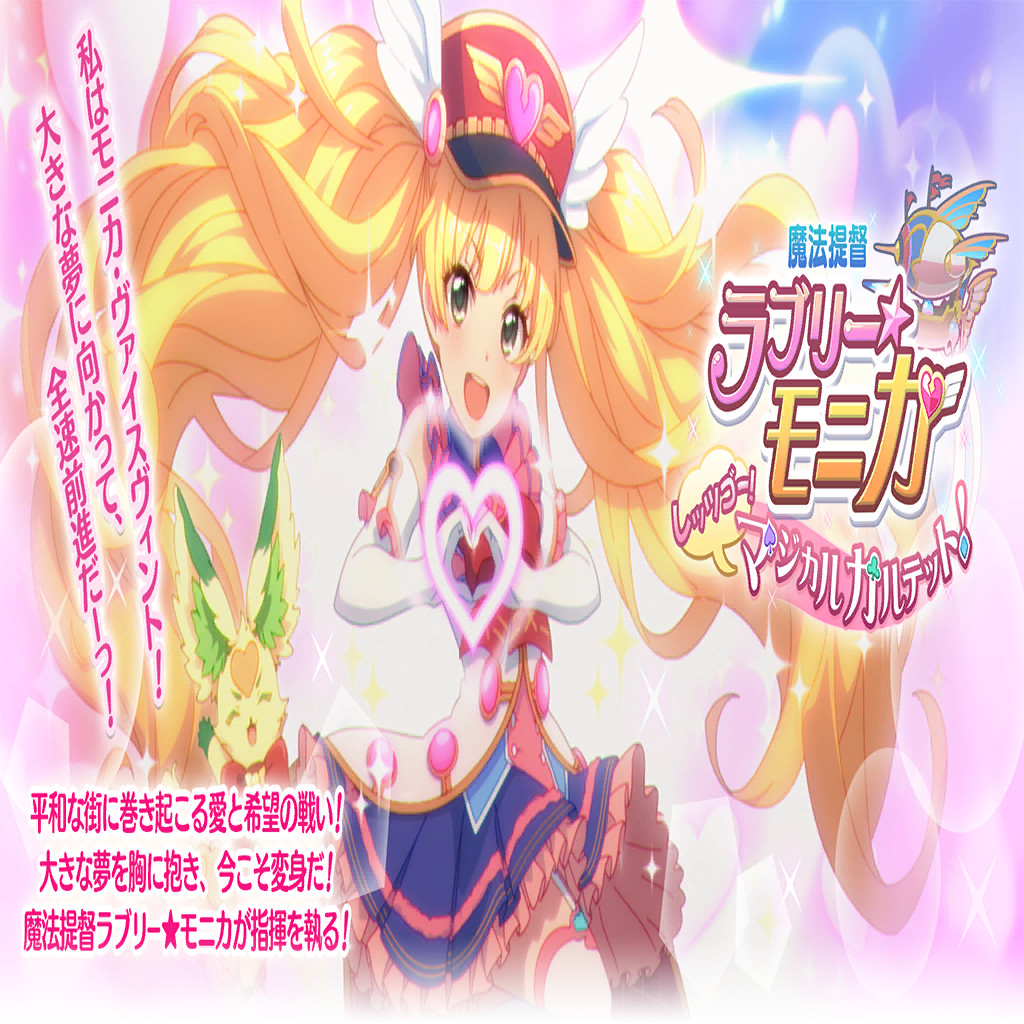 私はモニカ・ヴァイスヴィント！
大きな夢に向かって、
全速前進だーっ！
魔法提督
ラブリー★
モニカ
レッツゴー！
マジカルカルテット！
平和な街に巻き起こる愛と希望の戦い！
大きな夢を胸に抱き、今こそ変身だ！
魔法提督ラブリー★モニカが指揮を執る！